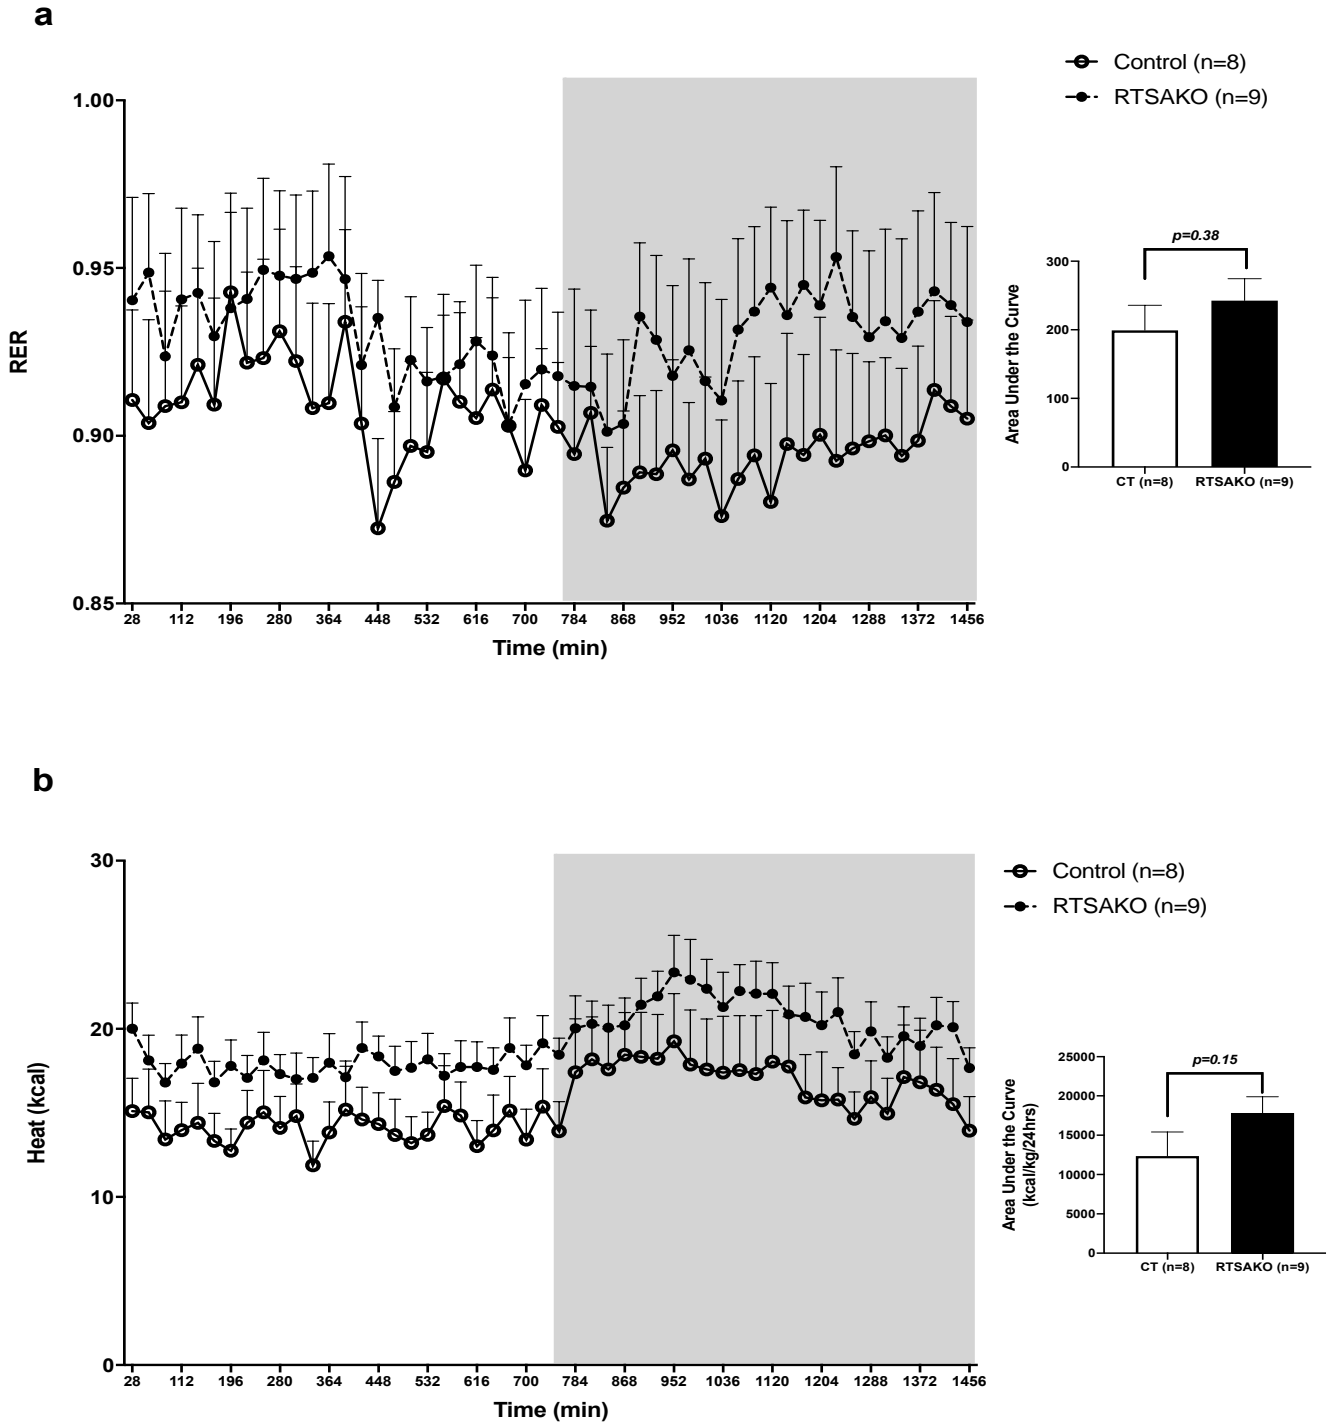 a
Control (n=8)
RTSAKO (n=9)
1.00
0.95
0.90
0.85
RER
28 112 196 280 364 448 532 616 700 784 868 952 1036 1120 1204 1288 1372 1456
Time (min)
p=0.38
300
200
100
0
Area Under the Curve
CT (n=8) RTSAKO (n=9)
b
Control (n=8)
RTSAKO (n=9)
30
20
10
0
Heat (kcal)
28 112 196 280 364 448 532 616 700 784 868 952 1036 1120 1204 1288 1372 1456
Time (min)
p=0.15
25000
20000
15000
10000
5000
0
Area Under the Curve
(kcal/kg/24hrs)
CT (n=8) RTSAKO (n=9)